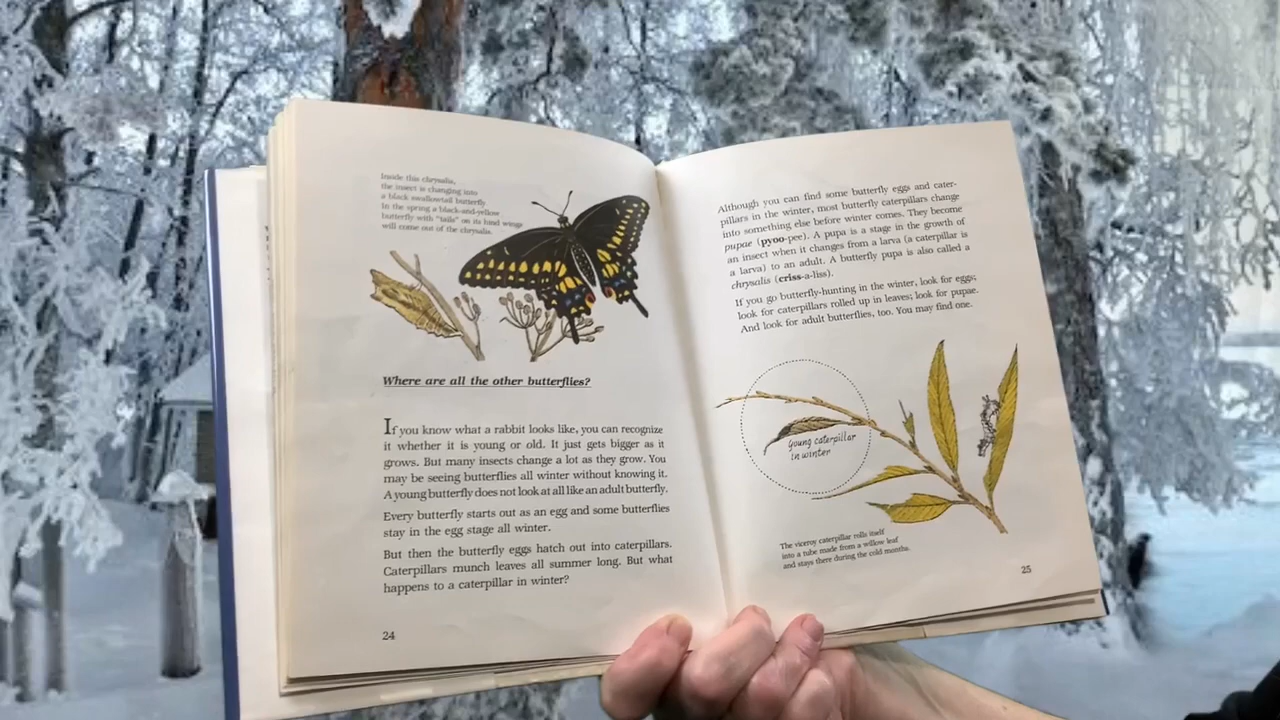 Inside this chrysalis,
the insect is changing into
a black swallowtail butterfly
In the spring a black-and-yellow
butterfly with "tails" on its hind wings
will come out of the chrysalis.
Where are all the other butterflies?
If you know what a rabbit looks like, you can recognize
it whether it is young or old. It just gets bigger as it
grows. But many insects change a lot as they grow. You
may be seeing butterflies all winter without knowing it.
A young butterfly does not look at all like an adult butterfly.
Every butterfly starts out as an egg and some butterflies
stay in the egg stage all winter.
But then the butterfly eggs hatch out into caterpillars.
Caterpillars munch leaves all summer long. But what
happens to a caterpillar in winter?
24
Although you can find some butterfly eggs and cater-
pillars in the winter, most butterfly caterpillars change
into something else before winter comes. They become
pupae (pyoo-pee). A pupa is a stage in the growth of
an insect when it changes from a larva (a caterpillar is
a larva) to an adult. A butterfly pupa is also called a
chrysalis (criss-a-liss).
If you go butterfly-hunting in the winter, look for eggs;
look for caterpillars rolled up in leaves; look for pupae.
And look for adult butterflies, too. You may find one.
young caterpillar
in winter
The viceroy caterpillar rolls itself
into a tube made from a willow leaf
and stays there during the cold months.
25